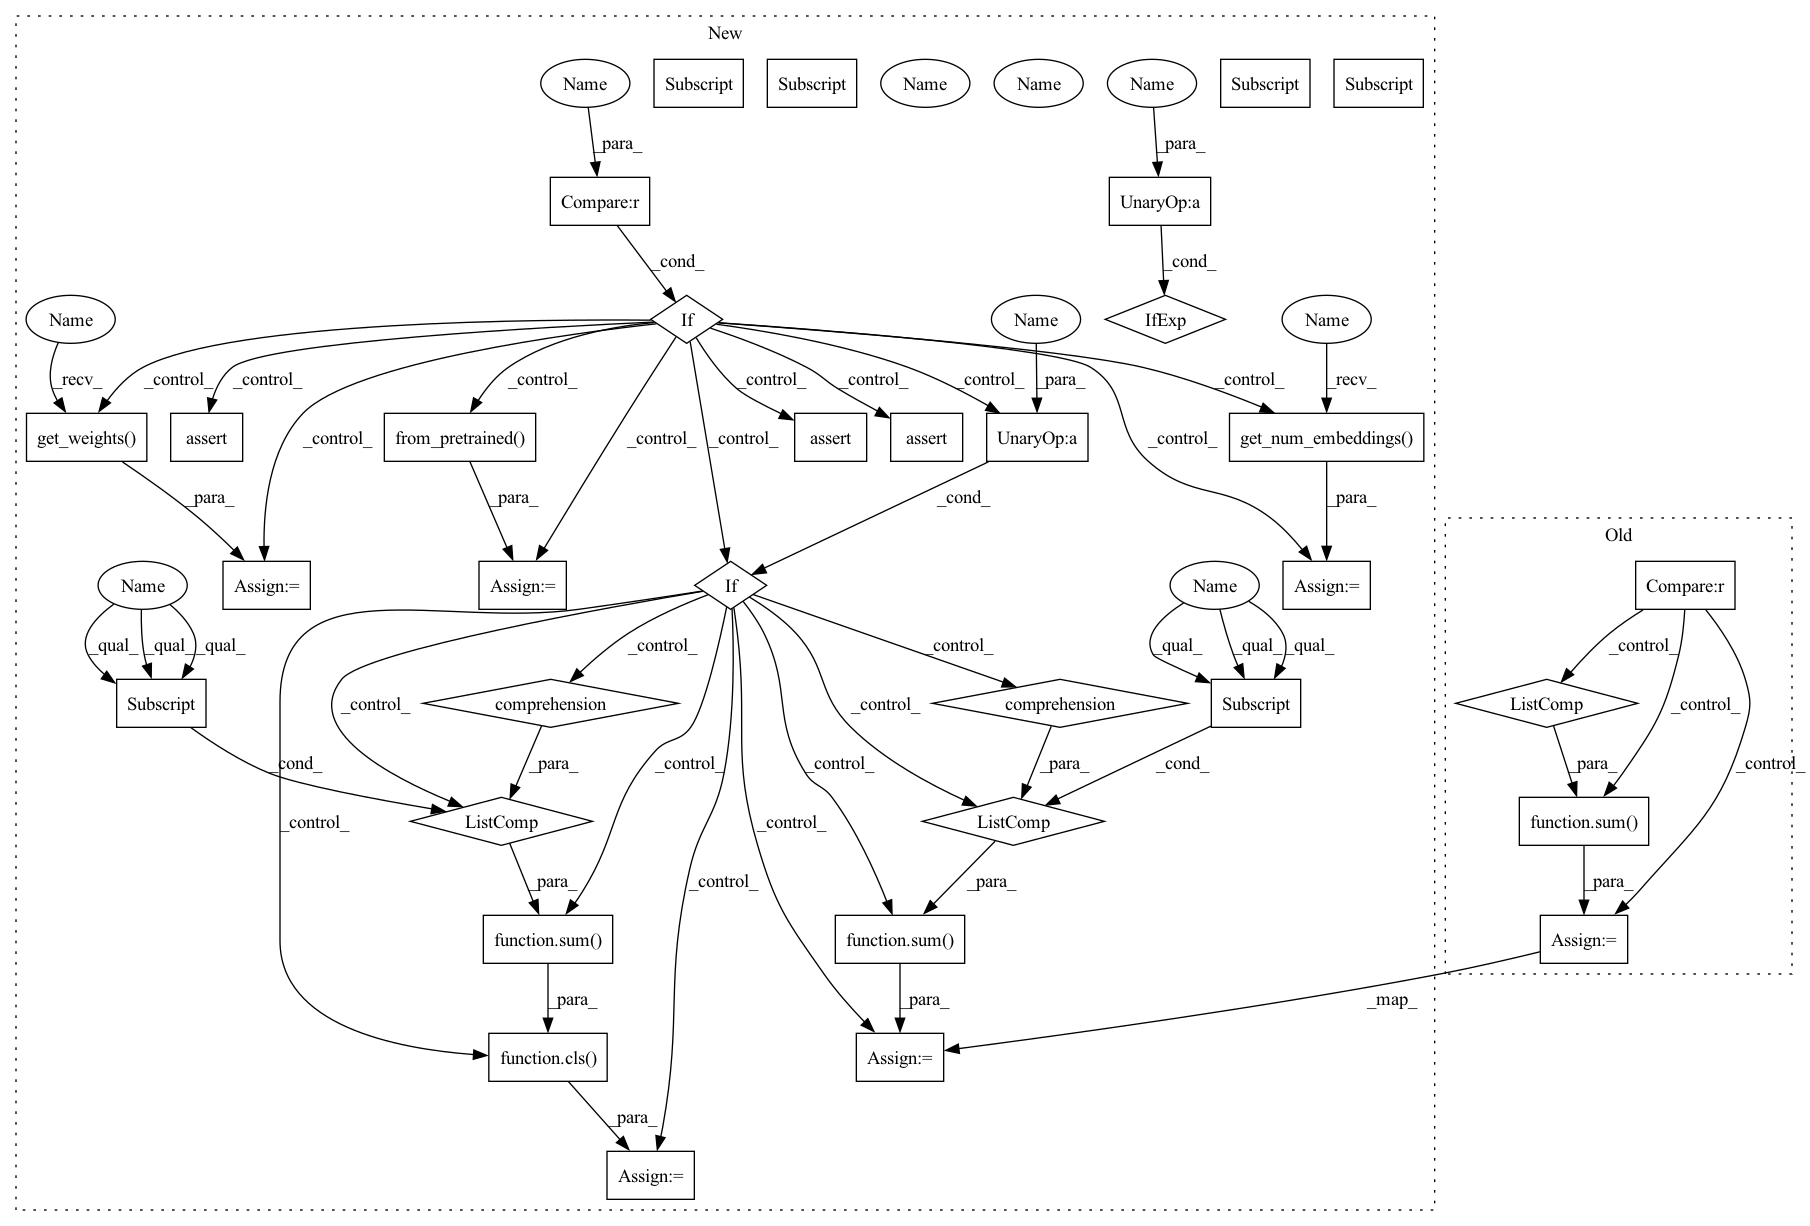 New
Name
Subscript
Subscript
Name
Name
Name
Subscript
Subscript
_para_
_para_
Compare:r
UnaryOp:a
_cond_
_cond_
Name
If
Name
IfExp
Name
_recv_
_control_
_control_
_control_
_control_
_control_
_control_
_para_
_control_
_recv_
get_weights()
assert
_control_
from_pretrained()
_control_
_control_
assert
assert
UnaryOp:a
_control_
get_num_embeddings()
_para_
_para_
_cond_
_para_
Old
Assign:=
Assign:=
Assign:=
Name
If
Name
Compare:r
_qual_
_qual_
_qual_
_control_
_control_
_qual_
_qual_
_qual_
_control_
Subscript
_control_
comprehension
_control_
comprehension
Subscript
ListComp
_control_
_cond_
_para_
_control_
_control_
_para_
_cond_
_para_
_control_
_control_
ListComp
_control_
ListComp
function.sum()
_para_
_control_
_para_
_para_
function.sum()
function.sum()
Assign:=
_para_
_para_
_map_
function.cls()
Assign:=
_para_
Assign:=